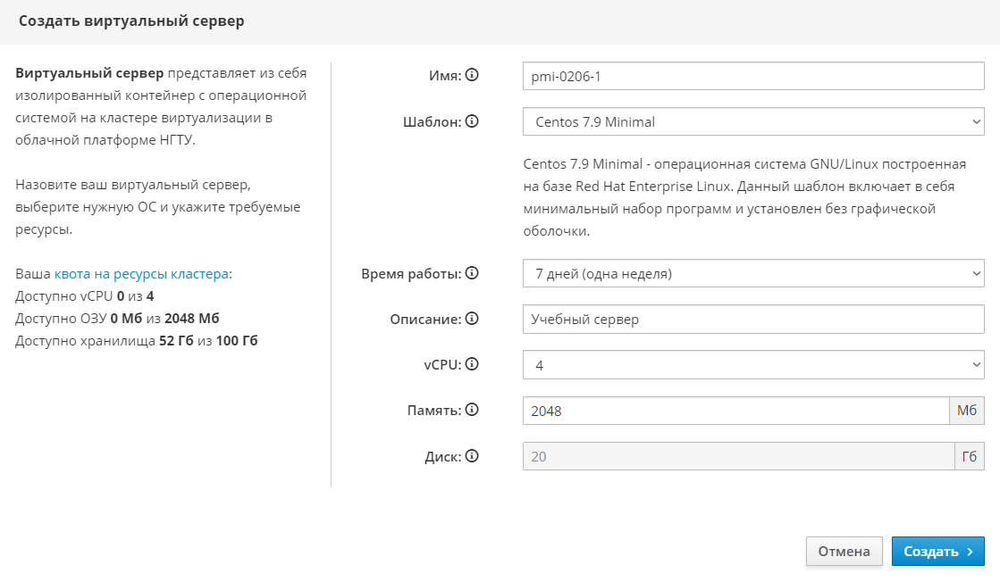 Создать виртуальный сервер
Виртуальный сервер представляет из себя
изолированный контейнер с операционной
системой на кластере виртуализации в
облачной платформе НГТУ.
Назовите ваш виртуальный сервер,
выберите нужную ОС и укажите требуемые
ресурсы.
Ваша квота на ресурсы кластера:
Доступно vCPU 0 из 4
Доступно ОЗУ 0 Мб из 2048 Мб
Доступно хранилища 52 Гб из 100 Гб
Имя: pmi-0206-1
Шаблон: Centos 7.9 Minimal
Centos 7.9 Minimal - операционная система GNU/Linux построенная
на базе Red Hat Enterprise Linux. Данный шаблон включает в себя
минимальный набор программ и установлен без графической
оболочки.
Время работы: 7 дней (одна неделя)
Описание: Учебный сервер
vCPU: 4
Память: 2048 Мб
Диск: 20 Гб
Отмена Создать